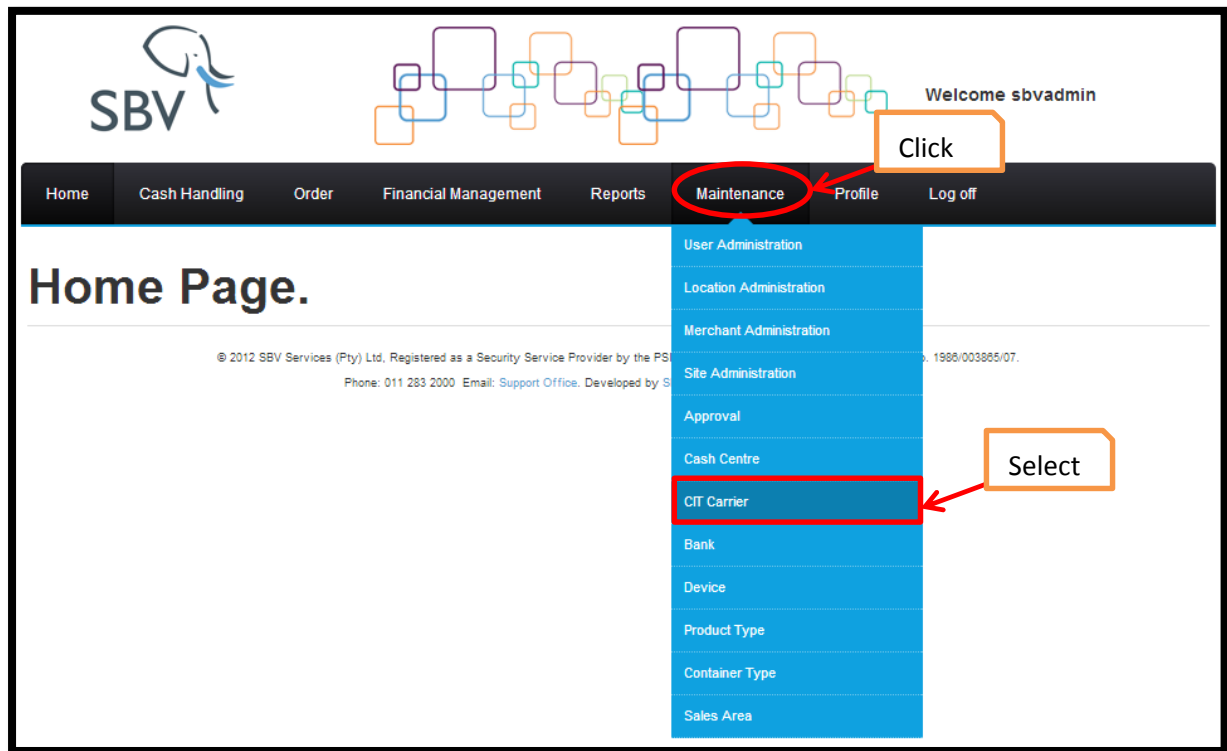 SBV
Welcome sbvadmin
Click
Home Cash Handling Order Financial Management Reports Maintenance Profile Log off
User Administration
Home Page.
Location Administration
Merchant Administration
© 2012 SBV Services (Pty) Ltd, Registered as a Security Service Provider by the PSI . 1986/003865/07.
Site Administration
Phone: 011 283 2000 Email: Support Office. Developed by S
Approval
Cash Centre
Select
CIT Carrier
Bank
Device
Product Type
Container Type
Sales Area